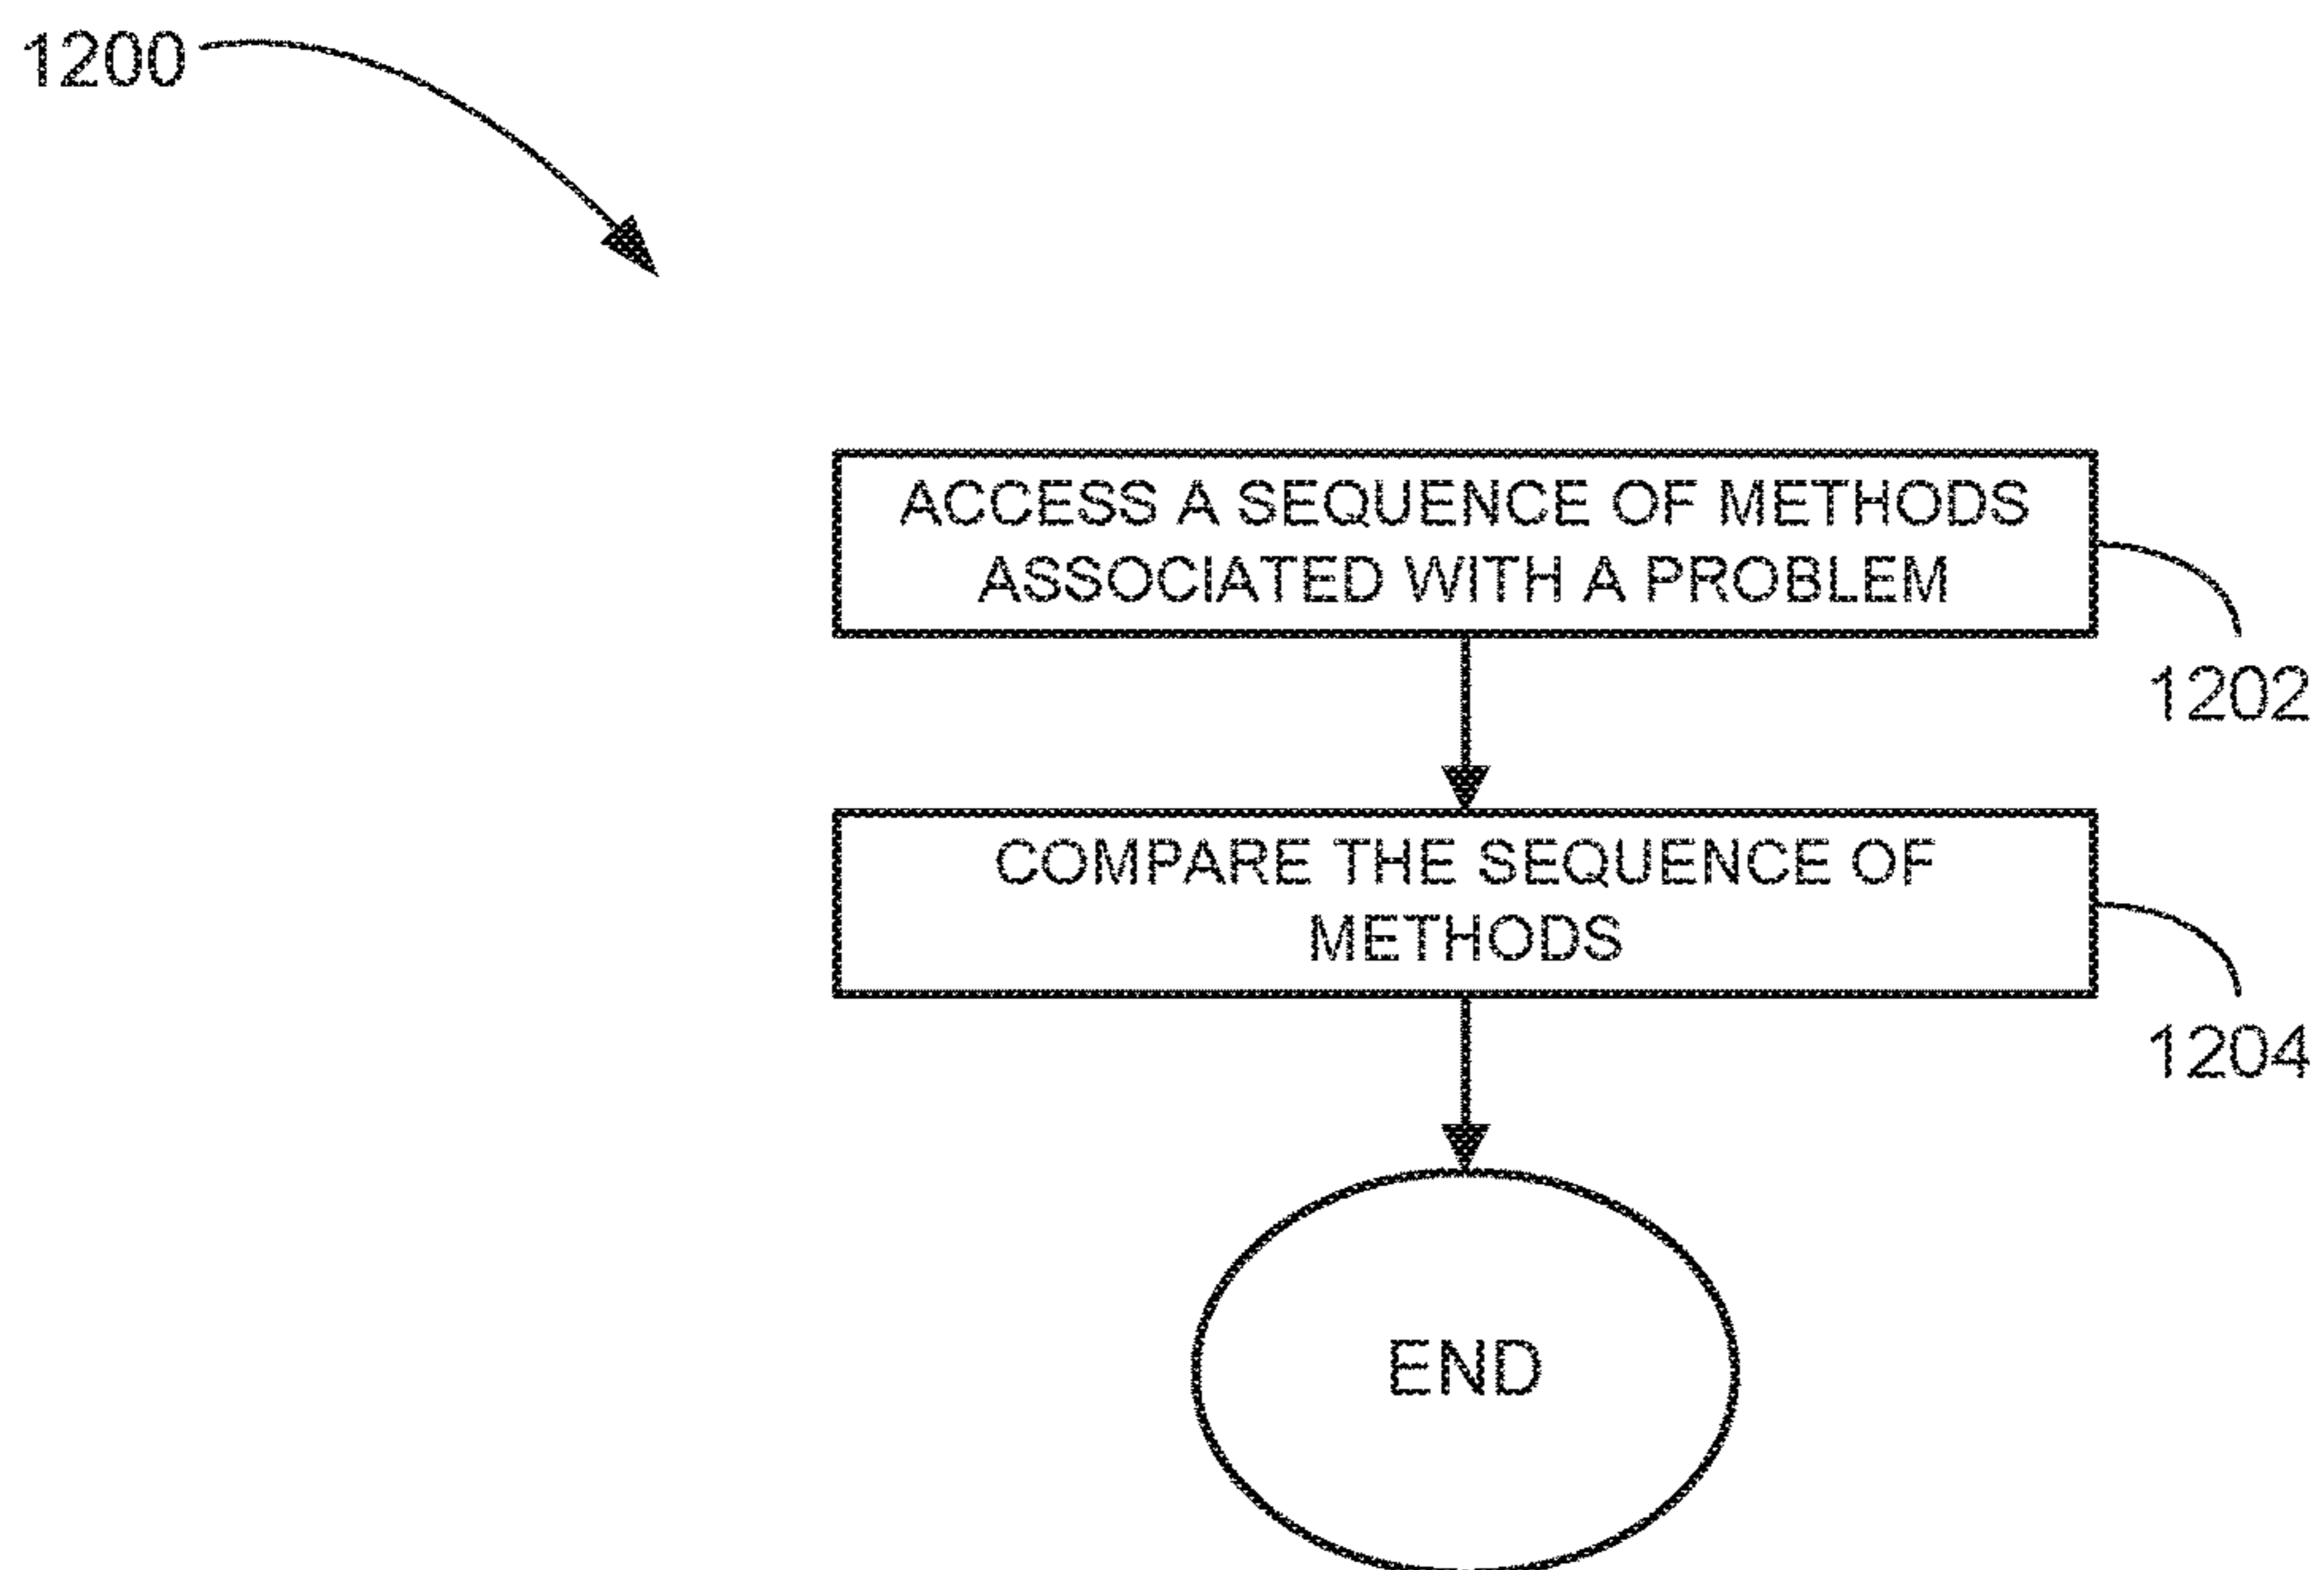 1200
ACCESS A SEQUENCE OF METHODS
ASSOCIATED WITH A PROBLEM
1202
COMPARE THE SEQUENCE OF
METHODS
1204
END